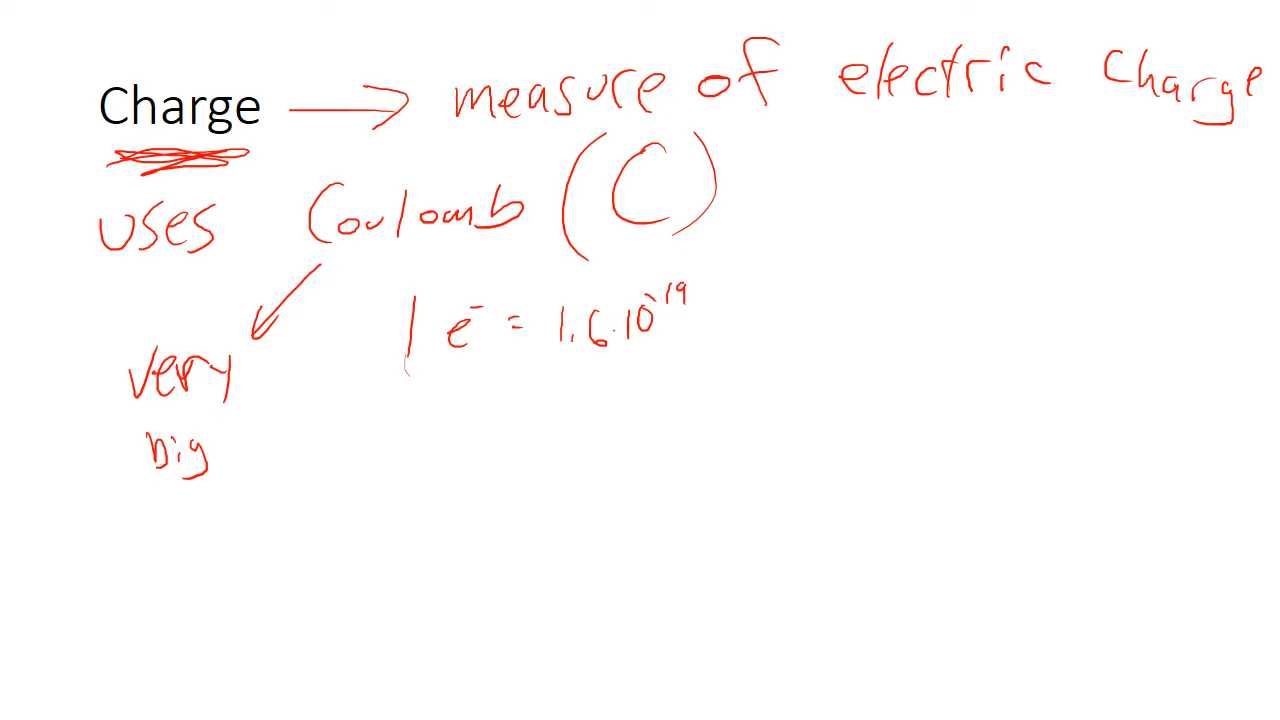 Charge → measure of electric charge
uses Coulomb (C)
1 e⁻ = 1.6·10⁻¹⁹
very
big